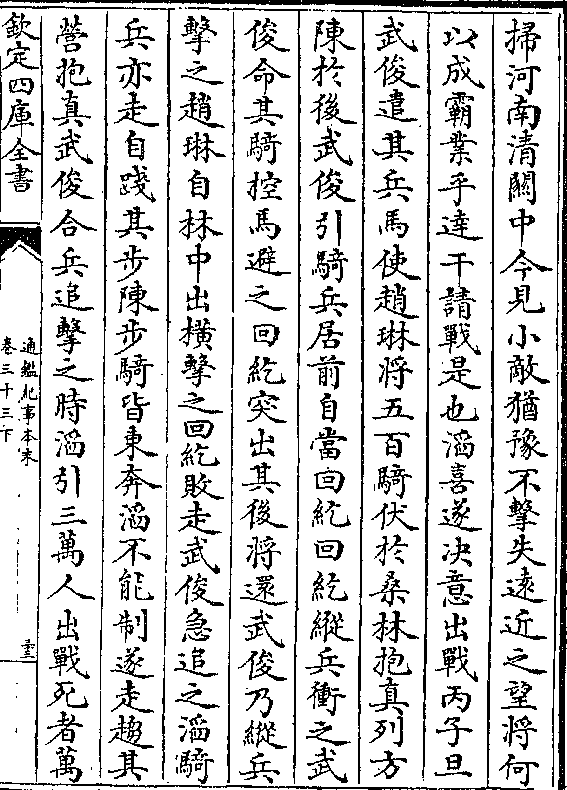 掃河南清關中今見小敵猶豫不擊失遠近之望將何
以成霸業乎達干請戰是也滔喜遂決意出戰丙子旦
武俊遣其兵馬使趙琳將五百騎伏於桑林抱真列方
陳於後武俊引騎兵居前自當回紇回紇縱兵衝之武
俊命其騎控馬避之回紇突出其後將還武俊乃縱兵
擊之趙琳自林中出橫擊之回紇敗走武俊急追之滔騎
兵亦走自踐其步陳步騎皆東奔滔不能制遂走趨其
營抱真武俊合兵追擊之時滔引三萬人出戰死者萬
欽定四庫全書
通鑑紀事本末
卷三十三下